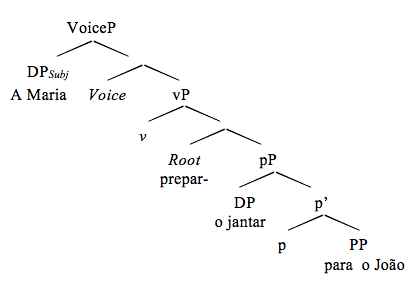 VoiceP
DPSubj
A Maria Voice vP
v
Root pP
prepar-
DP p’
o jantar
p PP
para o João